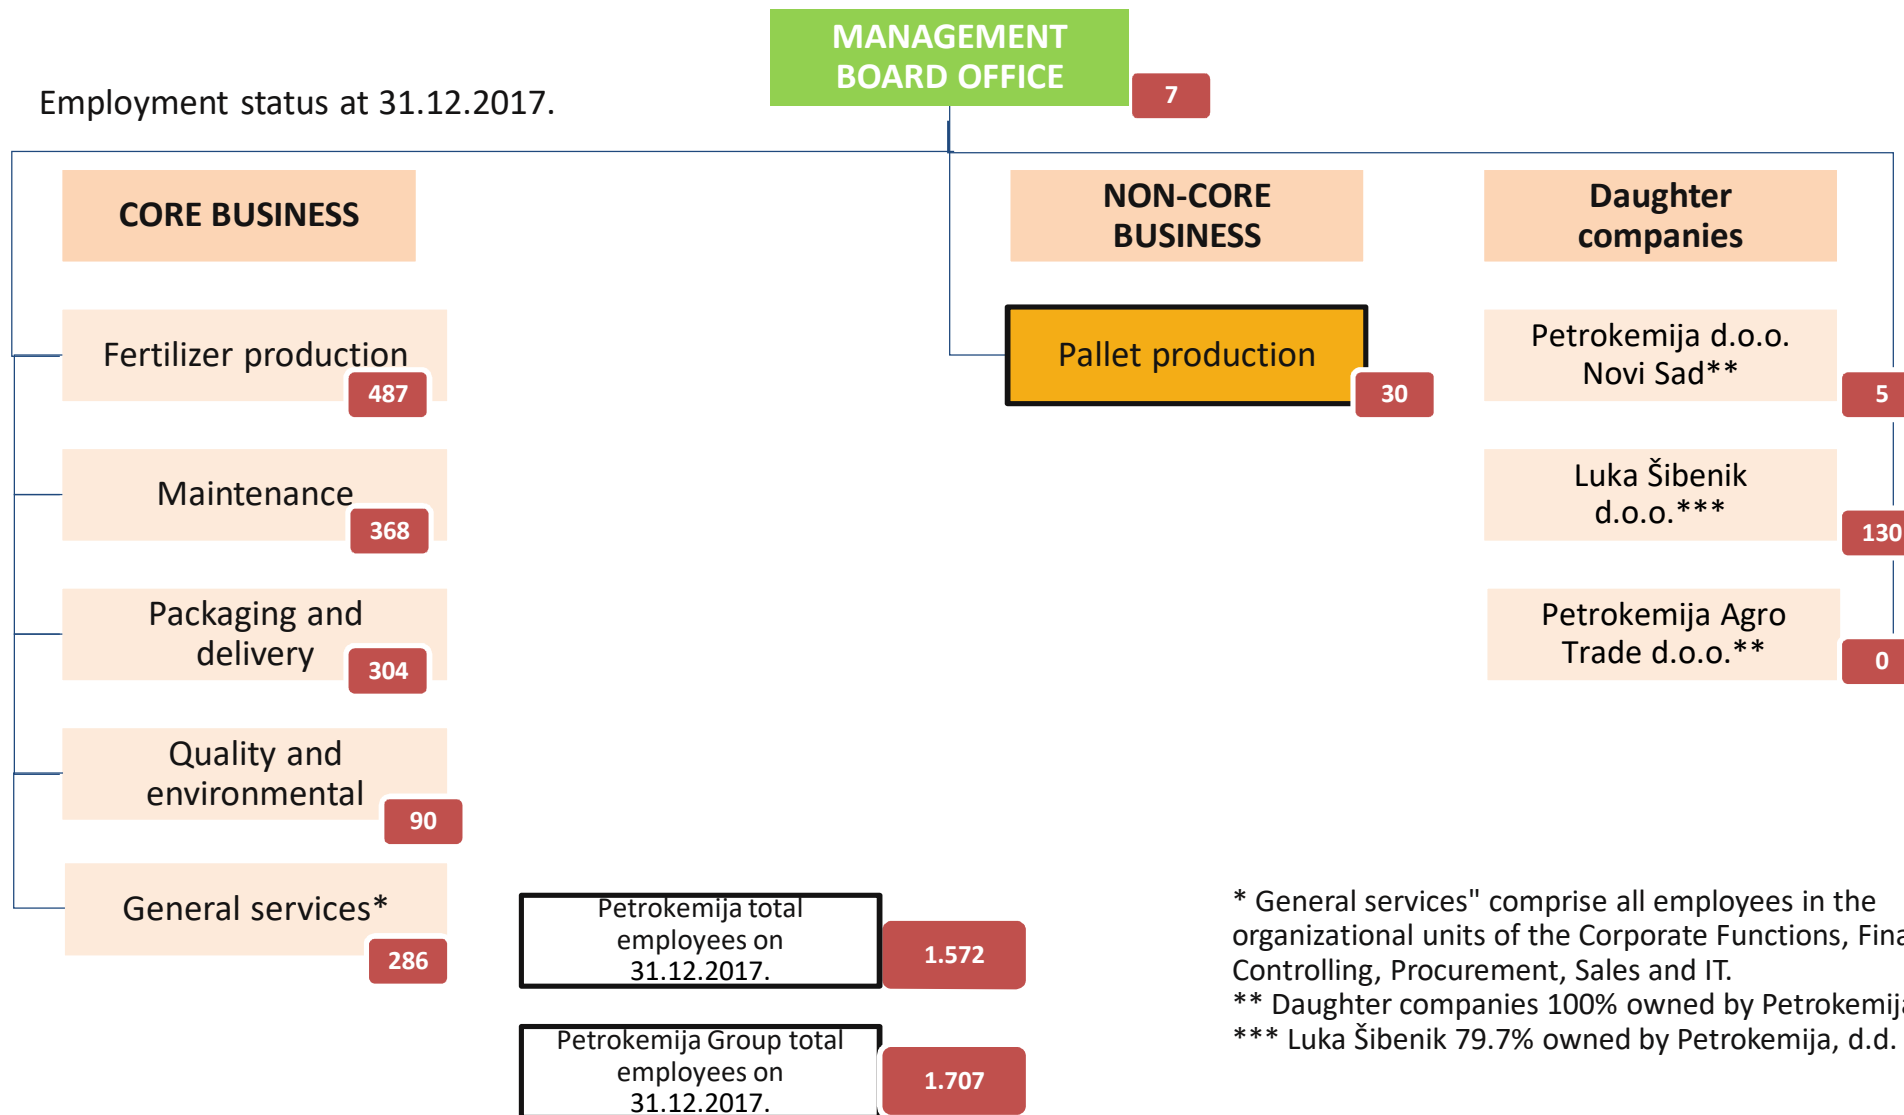 MANAGEMENT
BOARD OFFICE
7
Employment status at 31.12.2017.
CORE BUSINESS
NON-CORE
BUSINESS
Daughter
companies
Fertilizer production
487
Pallet production
30
Petrokemija d.o.o.
Novi Sad**
5
Maintenance
368
Luka Šibenik
d.o.o.***
130
Packaging and
delivery
304
Petrokemija Agro
Trade d.o.o.**
0
Quality and
environmental
90
General services*
286
Petrokemija total
employees on
31.12.2017.
1.572
Petrokemija Group total
employees on
31.12.2017.
1.707
* General services" comprise all employees in the
organizational units of the Corporate Functions,
Controlling, Procurement, Sales and IT.
** Daughter companies 100% owned by Petrokemija
*** Luka Šibenik 79.7% owned by Petrokemija, d.d.